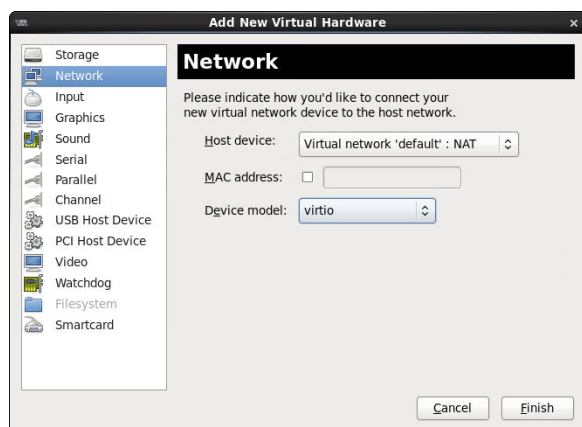 Add New Virtual Hardware
Storage
Network
Input
Graphics
Sound
Serial
Parallel
Channel
USB Host Device
PCI Host Device
Video
Watchdog
Filesystem
Smartcard
Network
Please indicate how you'd like to connect your
new virtual network device to the host network.
Host device: Virtual network 'default' : NAT
MAC address:
Device model: virtio
Cancel Finish